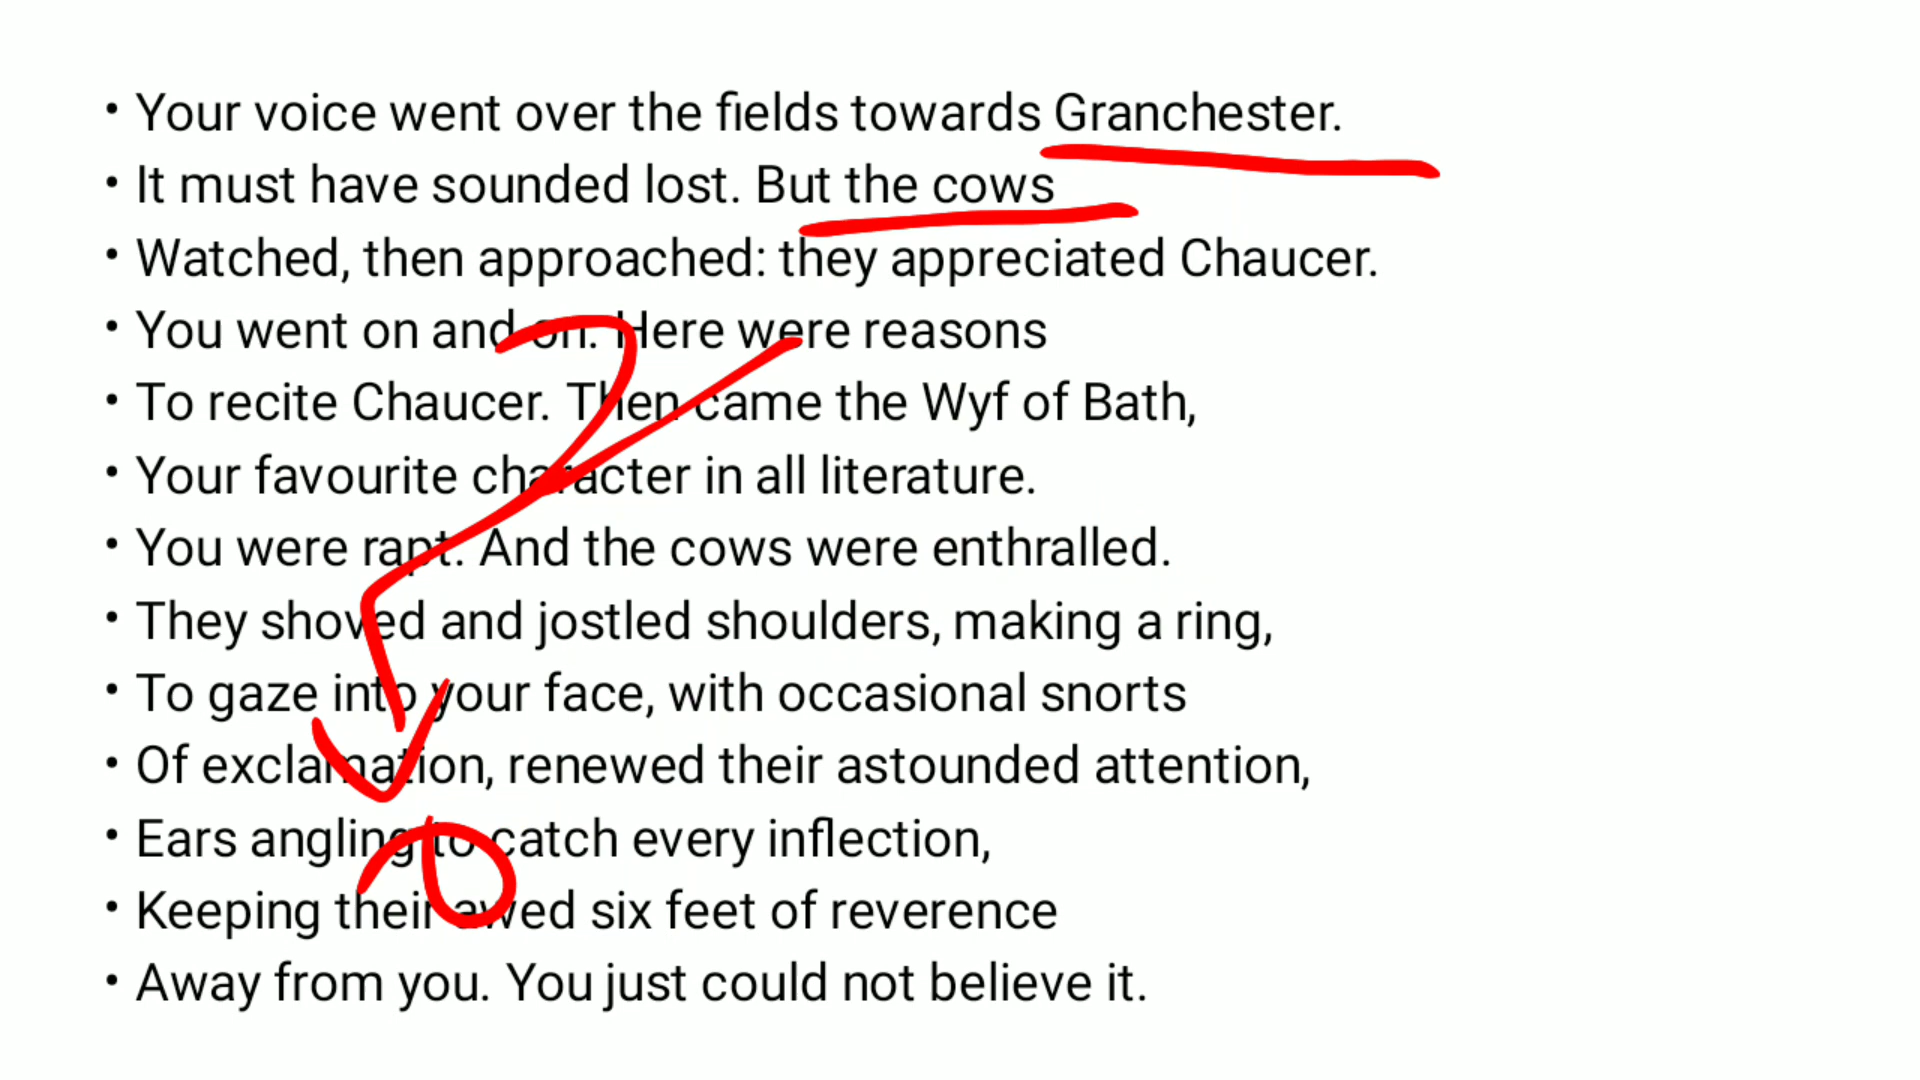 • Your voice went over the fields towards Granchester.
• It must have sounded lost. But the cows
• Watched, then approached: they appreciated Chaucer.
• You went on and on. Here were reasons
• To recite Chaucer. Then came the Wyf of Bath,
• Your favourite character in all literature.
• You were rapt. And the cows were enthralled.
• They shoved and jostled shoulders, making a ring,
• To gaze into your face, with occasional snorts
• Of exclamation, renewed their astounded attention,
• Ears angling to catch every inflection,
• Keeping their awed six feet of reverence
• Away from you. You just could not believe it.